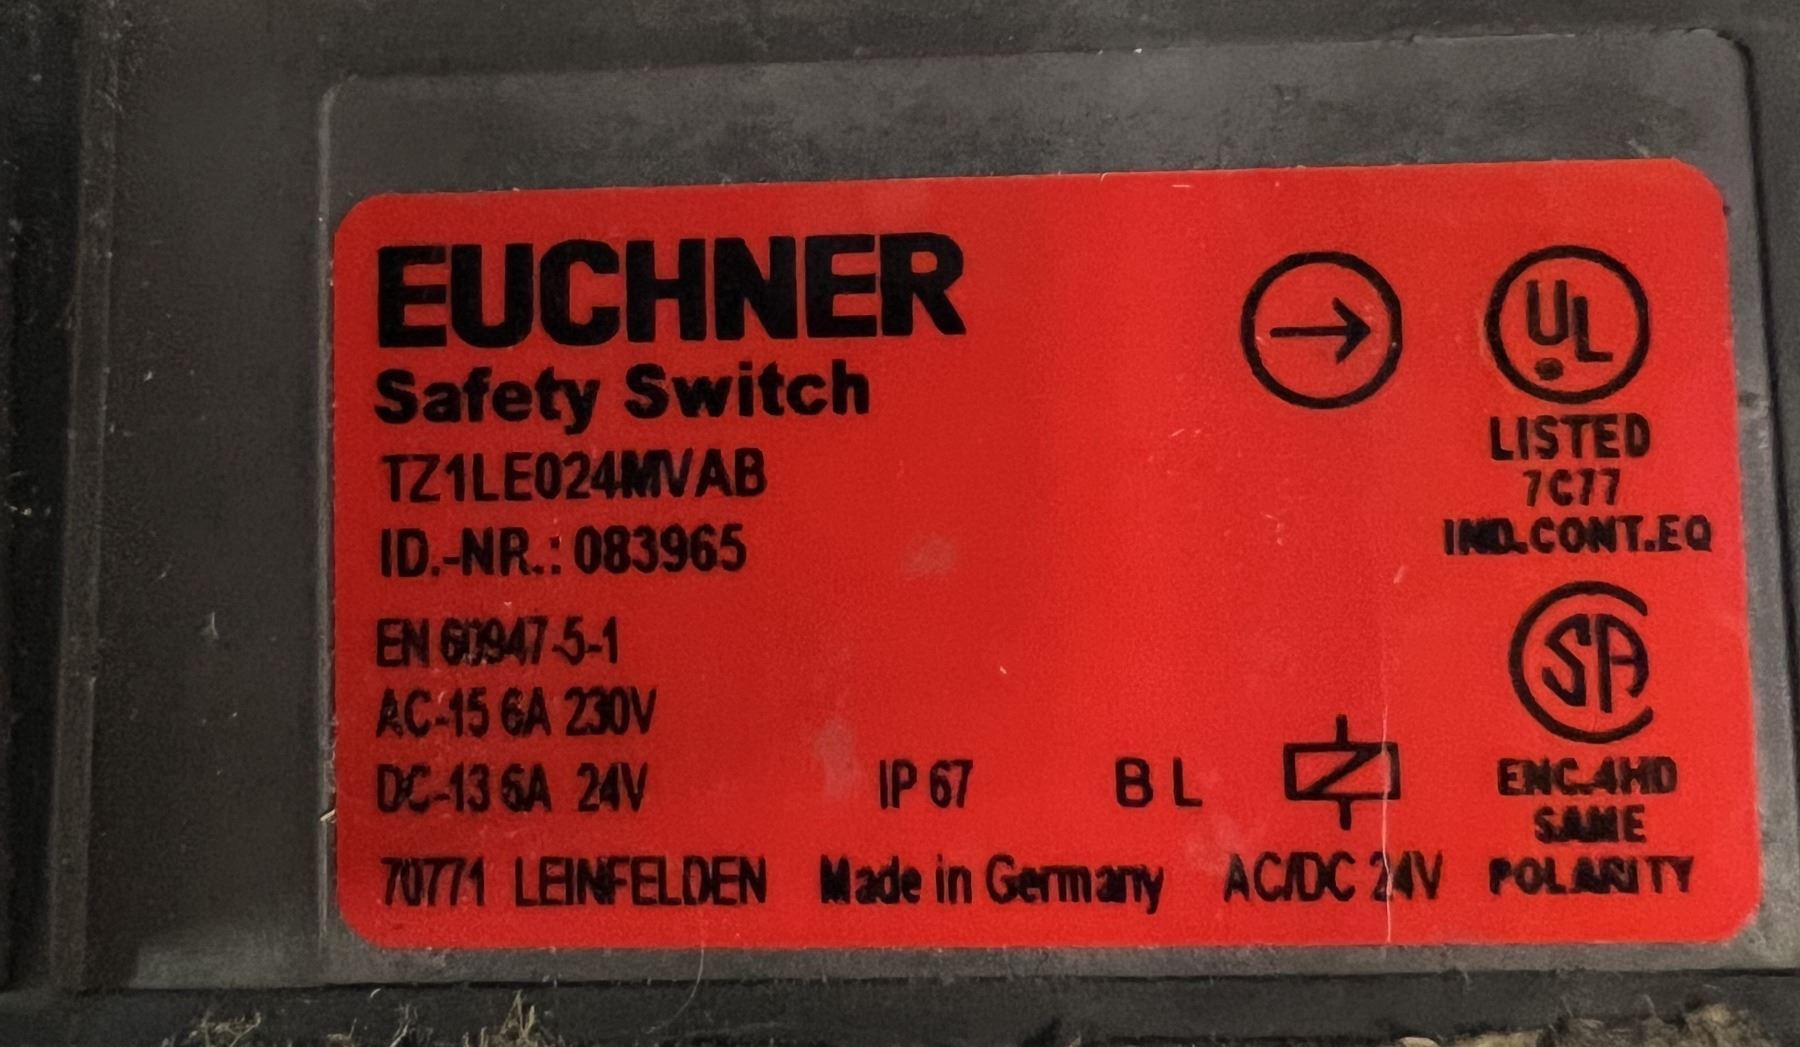 EUCHNER
Safety Switch
TZ1LE024MVAB
ID.-NR.: 083965
EN 60947-5-1
AC-15 6A 230V
DC-13 6A 24V
IP 67
B L
70771 LEINFELDEN
Made in Germany
AC/DC 24V
UL
LISTED
7C77
IND.CONT.EQ
SA
ENC.4HD
SAME
POLARITY